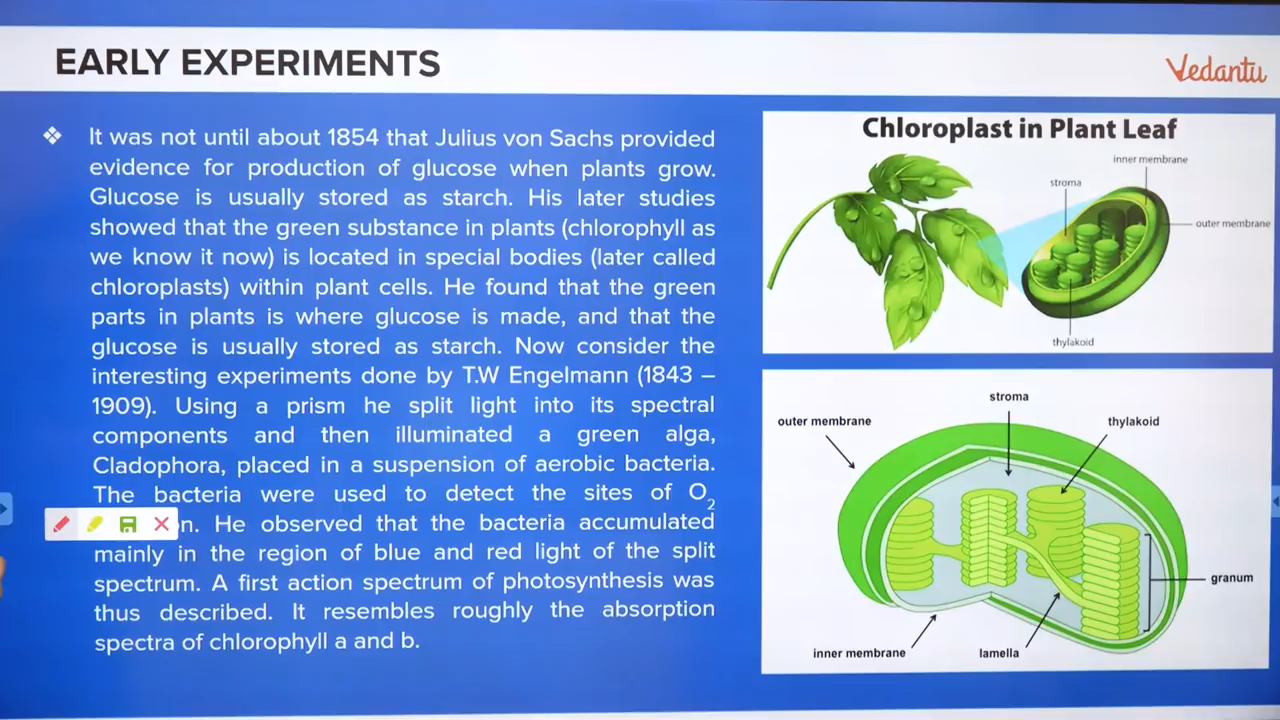 EARLY EXPERIMENTS
Vedantu
❖ It was not until about 1854 that Julius von Sachs provided
evidence for production of glucose when plants grow.
Glucose is usually stored as starch. His later studies
showed that the green substance in plants (chlorophyll as
we know it now) is located in special bodies (later called
chloroplasts) within plant cells. He found that the green
parts in plants is where glucose is made, and that the
glucose is usually stored as starch. Now consider the
interesting experiments done by T.W Engelmann (1843 –
1909). Using a prism he split light into its spectral
components and then illuminated a green alga,
Cladophora, placed in a suspension of aerobic bacteria.
The bacteria were used to detect the sites of O2
n. He observed that the bacteria accumulated
mainly in the region of blue and red light of the split
spectrum. A first action spectrum of photosynthesis was
thus described. It resembles roughly the absorption
spectra of chlorophyll a and b.
Chloroplast in Plant Leaf
inner membrane
stroma
outer membrane
thylakoid
stroma
outer membrane
thylakoid
granum
inner membrane
lamella